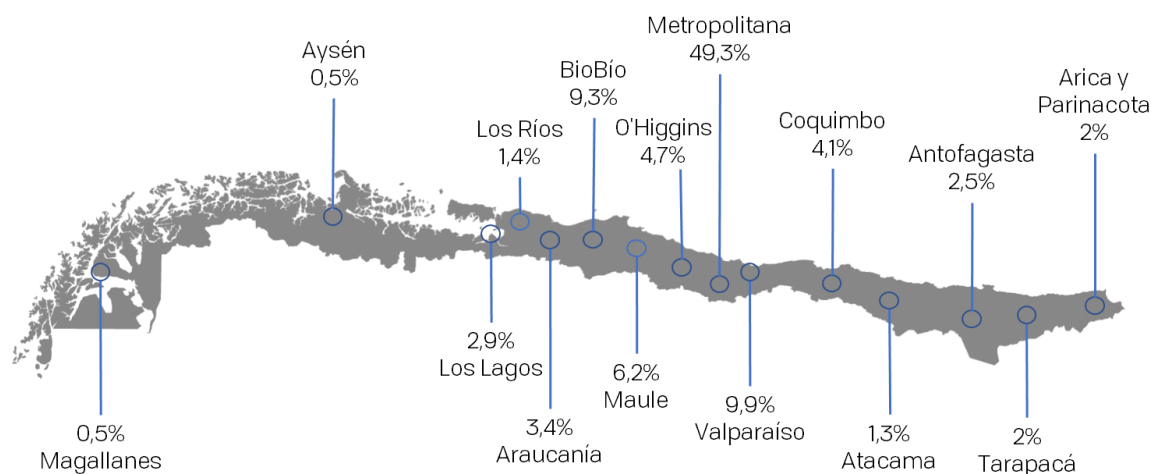 Metropolitana
49,3%
Aysén
0,5%
BioBío
9,3%
Arica y
Parinacota
2%
Los Ríos
1,4%
O'Higgins
4,7%
Coquimbo
4,1%
Antofagasta
2,5%
2,9%
Los Lagos
6,2%
Maule
9,9%
Valparaíso
0,5%
Magallanes
3,4%
Araucanía
1,3%
Atacama
2%
Tarapacá